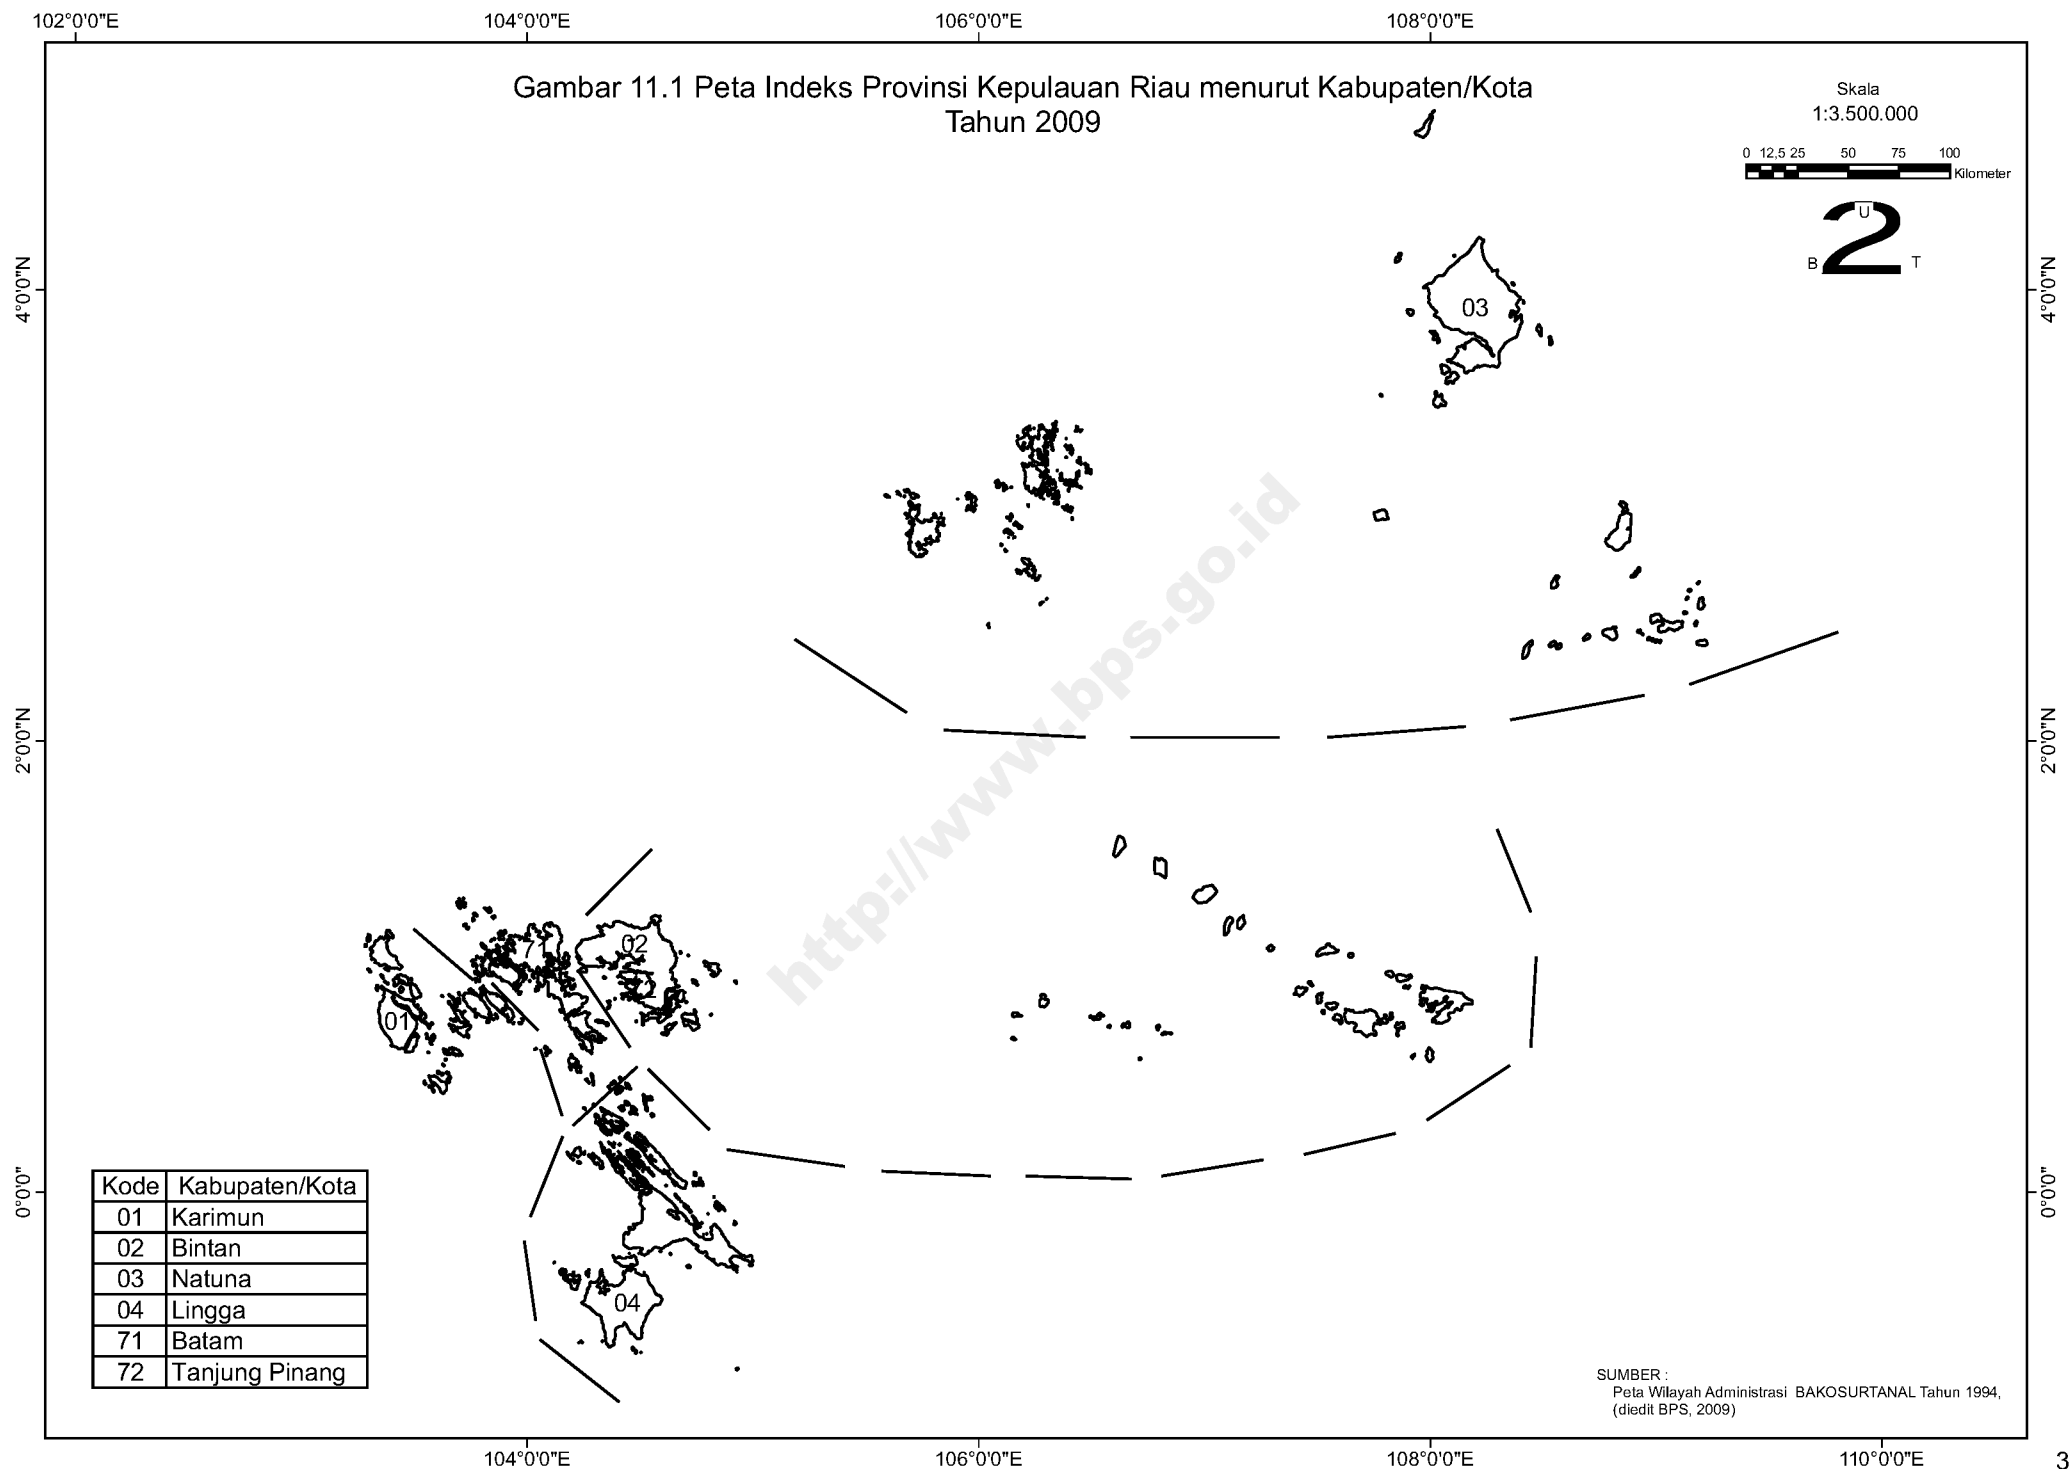 102°0'0"E 104°0'0"E 106°0'0"E 108°0'0"E
Gambar 11.1 Peta Indeks Provinsi Kepulauan Riau menurut Kabupaten/Kota
Tahun 2009
Skala
1:3.500.000
0 12,5 25 50 75 100
Kilometer
U
B 2 T
4°0'0"N 4°0'0"N
03
http://www.bps.go.id
2°0'0"N 2°0'0"N
71 02
72
01
0°0'0" 0°0'0"
04
Kode Kabupaten/Kota
01 Karimun
02 Bintan
03 Natuna
04 Lingga
71 Batam
72 Tanjung Pinang
SUMBER :
Peta Wilayah Administrasi BAKOSURTANAL Tahun 1994,
(diedit BPS, 2009)
104°0'0"E 106°0'0"E 108°0'0"E 110°0'0"E
3